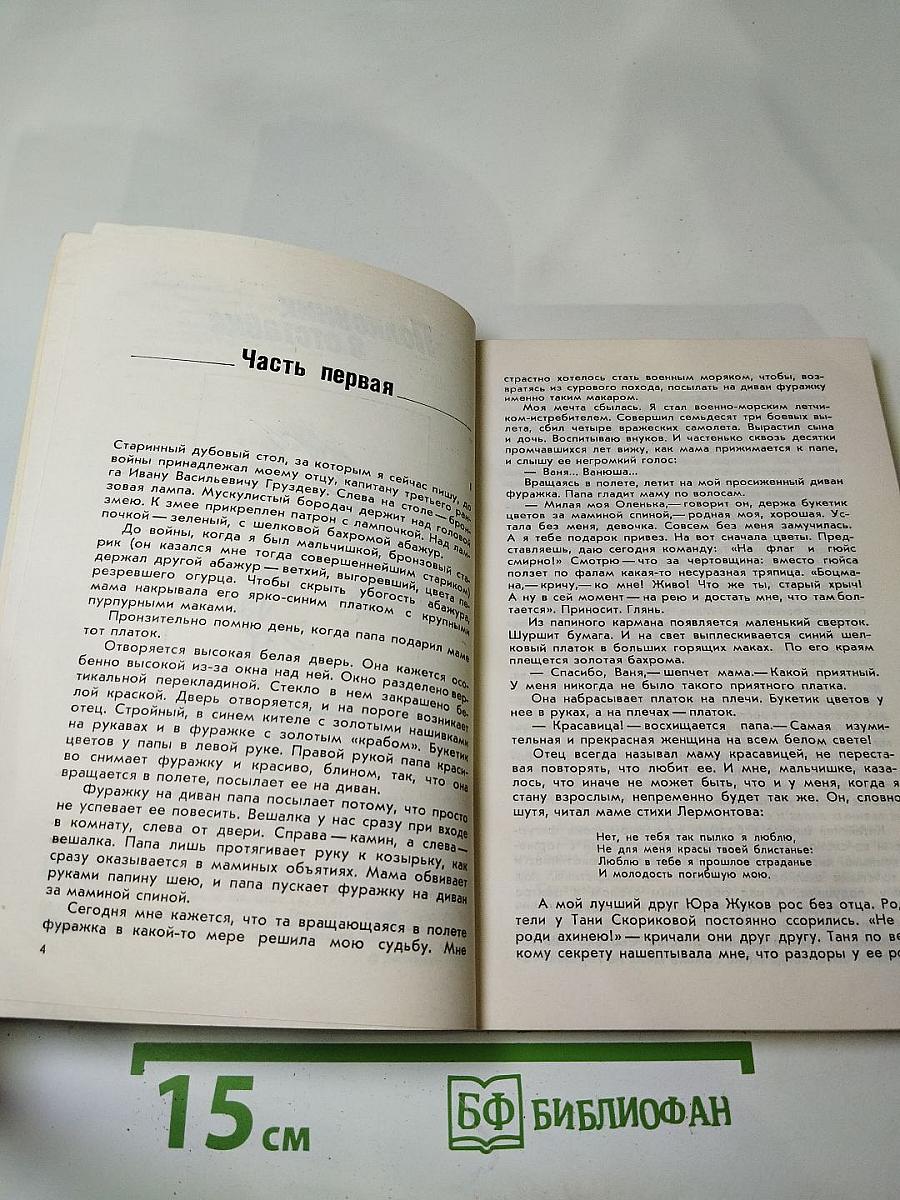 Часть первая
I
Старинный дубовый стол, за которым я сейчас пишу, до
войны принадлежал моему отцу, капитану третьего ран-
га Ивану Васильевичу Груздеву. Слева на столе — брон-
зовая лампа. Мускулистый бородач держит над головой
змею. К змее прикреплен патрон с лампочкой. Над лам-
почкой — зеленый, с шелковой бахромой абажур.
До войны, когда я был мальчишкой, бронзовый ста-
рик (он казался мне тогда совершеннейшим стариком)
держал другой абажур — ветхий, выгоревший, цвета пе-
резревшего огурца. Чтобы скрыть убогость абажура,
мама накрывала его ярко-синим платком с крупными
пурпурными маками.
Пронзительно помню день, когда папа подарил маме
тот платок.
Отворяется высокая белая дверь. Она кажется осо-
бенно высокой из-за окна над ней. Окно разделено вер-
тикальной перекладиной. Стекло в нем закрашено бе-
лой краской. Дверь отворяется, и на пороге возникает
отец. Стройный, в синем кителе с золотыми нашивками
на рукавах и в фуражке с золотым «крабом». Букетик
цветов у папы в левой руке. Правой рукой папа краси-
во снимает фуражку и красиво, блином, так, что она
вращается в полете, посылает ее на диван.
Фуражку на диван папа посылает потому, что просто
не успевает ее повесить. Вешалка у нас сразу при входе
в комнату, слева от двери. Справа — камин, а слева —
вешалка. Папа лишь протягивает руку к козырьку, как
сразу оказывается в маминых объятиях. Мама обвивает
руками папину шею, и папа пускает фуражку на диван
за маминой спиной.
Сегодня мне кажется, что та вращающаяся в полете
фуражка в какой-то мере решила мою судьбу. Мне
4
страстно хотелось стать военным моряком, чтобы, воз-
вратясь из сурового похода, посылать на диван фуражку
именно таким макаром.
Моя мечта сбылась. Я стал военно-морским летчи-
ком-истребителем. Совершил семьдесят три боевых вы-
лета, сбил четыре вражеских самолета. Вырастил сына
и дочь. Воспитываю внуков. И частенько сквозь десятки
промчавшихся лет вижу, как мама прижимается к папе,
и слышу ее негромкий голос:
— Ваня... Ванюша...
Вращаясь в полете, летит на мой просиженный диван
фуражка. Папа гладит маму по волосам.
— Милая моя Оленька,— говорит он, держа букетик
цветов за маминой спиной,— родная моя, хорошая. Ус-
тала без меня, девочка. Совсем без меня замучилась.
А я тебе подарок привез. На вот сначала цветы. Пред-
ставляешь, даю сегодня команду: «На флаг и гюйс
смирно!» Смотрю — что за чертовщина: вместо гюйса
ползет по фалам какая-то несуразная тряпица. «Боцма-
на,— кричу,— ко мне! Живо! Что же ты, старый хрыч!
А ну в сей момент — на рею и достать мне, что там бол-
тается». Приносит. Глянь.
Из папиного кармана появляется маленький сверток.
Шуршит бумага. И на свет выплескивается синий шел-
ковый платок в больших горящих маках. По его краям
плещется золотая бахрома.
— Спасибо, Ваня,— шепчет мама.— Какой приятный.
У меня никогда не было такого приятного платка.
Она набрасывает платок на плечи. Букетик цветов у
нее в руках, а на плечах — платок.
— Красавица! — восхищается папа.— Самая изуми-
тельная и прекрасная женщина на всем белом свете!
Отец всегда называл маму красавицей, не переста-
вая повторять, что любит ее. И мне, мальчишке, каза-
лось, что иначе не может быть, что и у меня, когда я
стану взрослым, непременно будет так же. Он, словно
шутя, читал маме стихи Лермонтова:
Нет, не тебя так пылко я люблю,
Не для меня красы твоей блистанье:
Люблю в тебе я прошлое страданье
И молодость погибшую мою.
А мой лучший друг Юра Жуков рос без отца. Род
тели у Тани Скориковой постоянно ссорились. «Не
роди ахинею!» — кричали они друг другу. Таня по ве
кому секрету нашептывала мне, что раздоры у ее ро
15 см
БФ БИБЛИОФАН